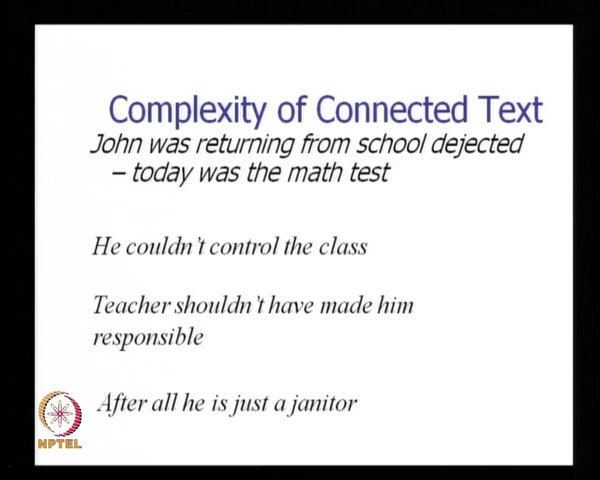 Complexity of Connected Text
John was returning from school dejected
– today was the math test
He couldn't control the class
Teacher shouldn't have made him
responsible
After all he is just a janitor
NPTEL